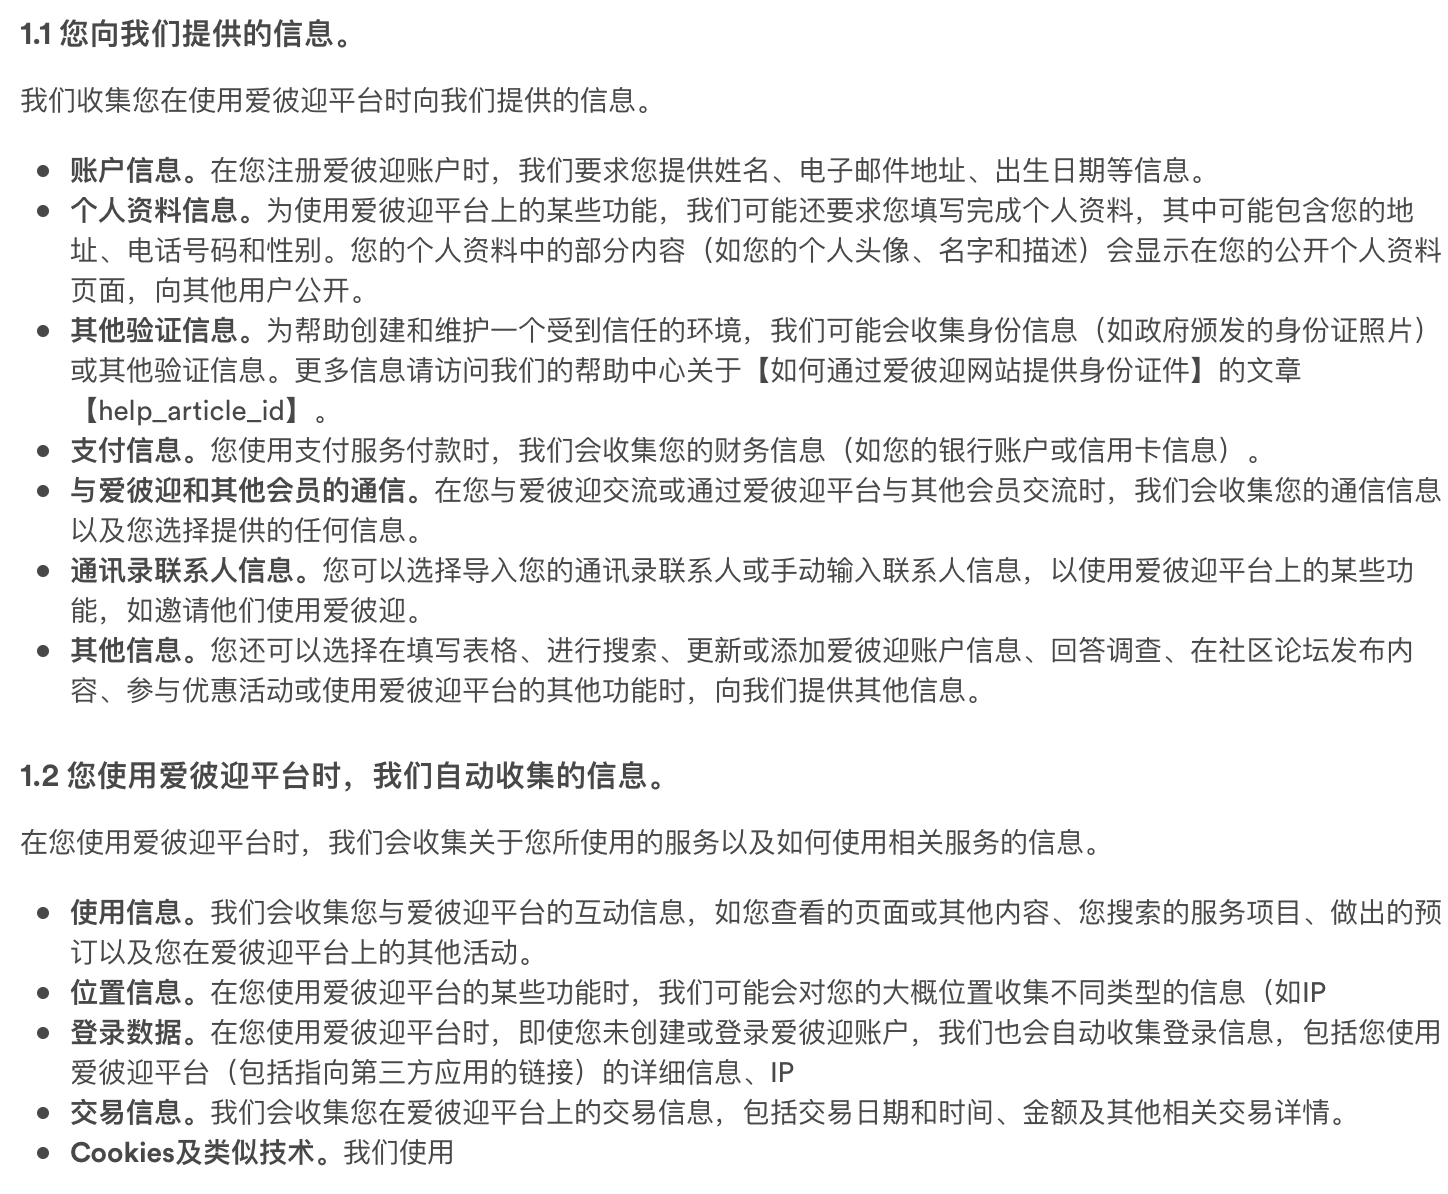 1.1 您向我们提供的信息。
我们收集您在使用爱彼迎平台时向我们提供的信息。
账户信息。在您注册爱彼迎账户时，我们要求您提供姓名、电子邮件地址、出生日期等信息。
个人资料信息。为使用爱彼迎平台上的某些功能，我们可能还要求您填写完成个人资料，其中可能包含您的地
址、电话号码和性别。您的个人资料中的部分内容（如您的个人头像、名字和描述）会显示在您的公开个人资料
页面，向其他用户公开。
其他验证信息。为帮助创建和维护一个受到信任的环境，我们可能会收集身份信息（如政府颁发的身份证照片）
或其他验证信息。更多信息请访问我们的帮助中心关于【如何通过爱彼迎网站提供身份证件】的文章
【help_article_id】。
支付信息。您使用支付服务付款时，我们会收集您的财务信息（如您的银行账户或信用卡信息）。
与爱彼迎和其他会员的通信。在您与爱彼迎交流或通过爱彼迎平台与其他会员交流时，我们会收集您的通信信息
以及您选择提供的任何信息。
通讯录联系人信息。您可以选择导入您的通讯录联系人或手动输入联系人信息，以使用爱彼迎平台上的某些功
能，如邀请他们使用爱彼迎。
其他信息。您还可以选择在填写表格、进行搜索、更新或添加爱彼迎账户信息、回答调查、在社区论坛发布内
容、参与优惠活动或使用爱彼迎平台的其他功能时，向我们提供其他信息。
1.2 您使用爱彼迎平台时，我们自动收集的信息。
在您使用爱彼迎平台时，我们会收集关于您所使用的服务以及如何使用相关服务的信息。
使用信息。我们会收集您与爱彼迎平台的互动信息，如您查看的页面或其他内容、您搜索的服务项目、做出的预
订以及您在爱彼迎平台上的其他活动。
位置信息。在您使用爱彼迎平台的某些功能时，我们可能会对您的大概位置收集不同类型的信息（如IP
登录数据。在您使用爱彼迎平台时，即使您未创建或登录爱彼迎账户，我们也会自动收集登录信息，包括您使用
爱彼迎平台（包括指向第三方应用的链接）的详细信息、IP
交易信息。我们会收集您在爱彼迎平台上的交易信息，包括交易日期和时间、金额及其他相关交易详情。
Cookies及类似技术。我们使用